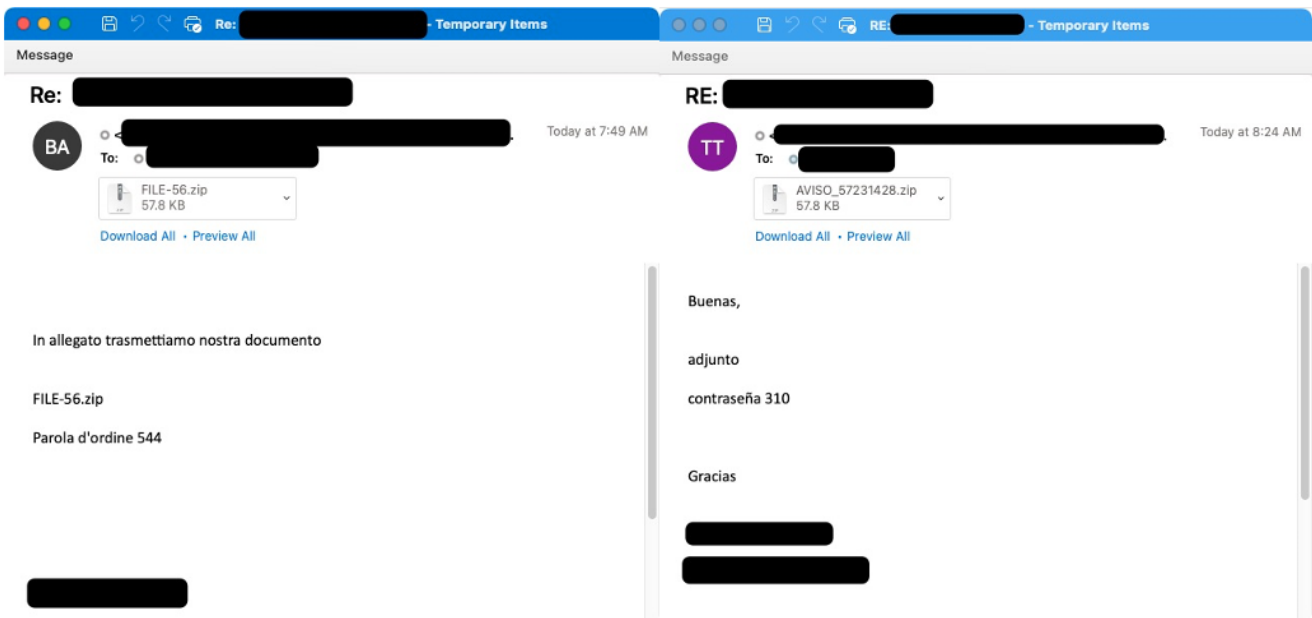 Re: - Temporary Items
Message
Re:
BA
<
Today at 7:49 AM
To:
FILE-56.zip
57.8 KB
Download All • Preview All
In allegato trasmettiamo nostra documento
FILE-56.zip
Parola d'ordine 544
RE: - Temporary Items
Message
RE:
TT
<
Today at 8:24 AM
To:
AVISO_57231428.zip
57.8 KB
Download All • Preview All
Buenas,
adjunto
contraseña 310
Gracias